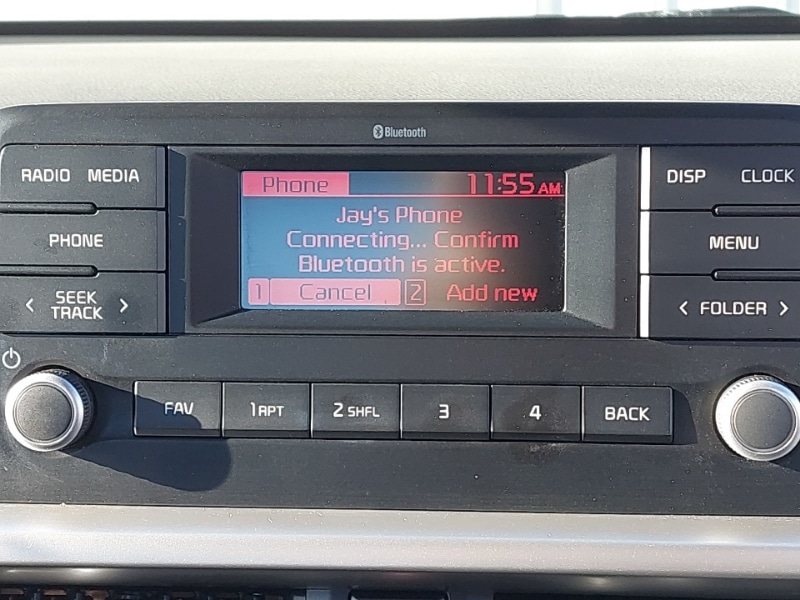 Bluetooth
RADIO MEDIA
PHONE
< SEEK >
TRACK
Phone 11:55 AM
Jay's Phone
Connecting... Confirm
Bluetooth is active.
1 Cancel 2 Add new
DISP CLOCK
MENU
< FOLDER >
FAV 1 RPT 2 SHFL 3 4 BACK